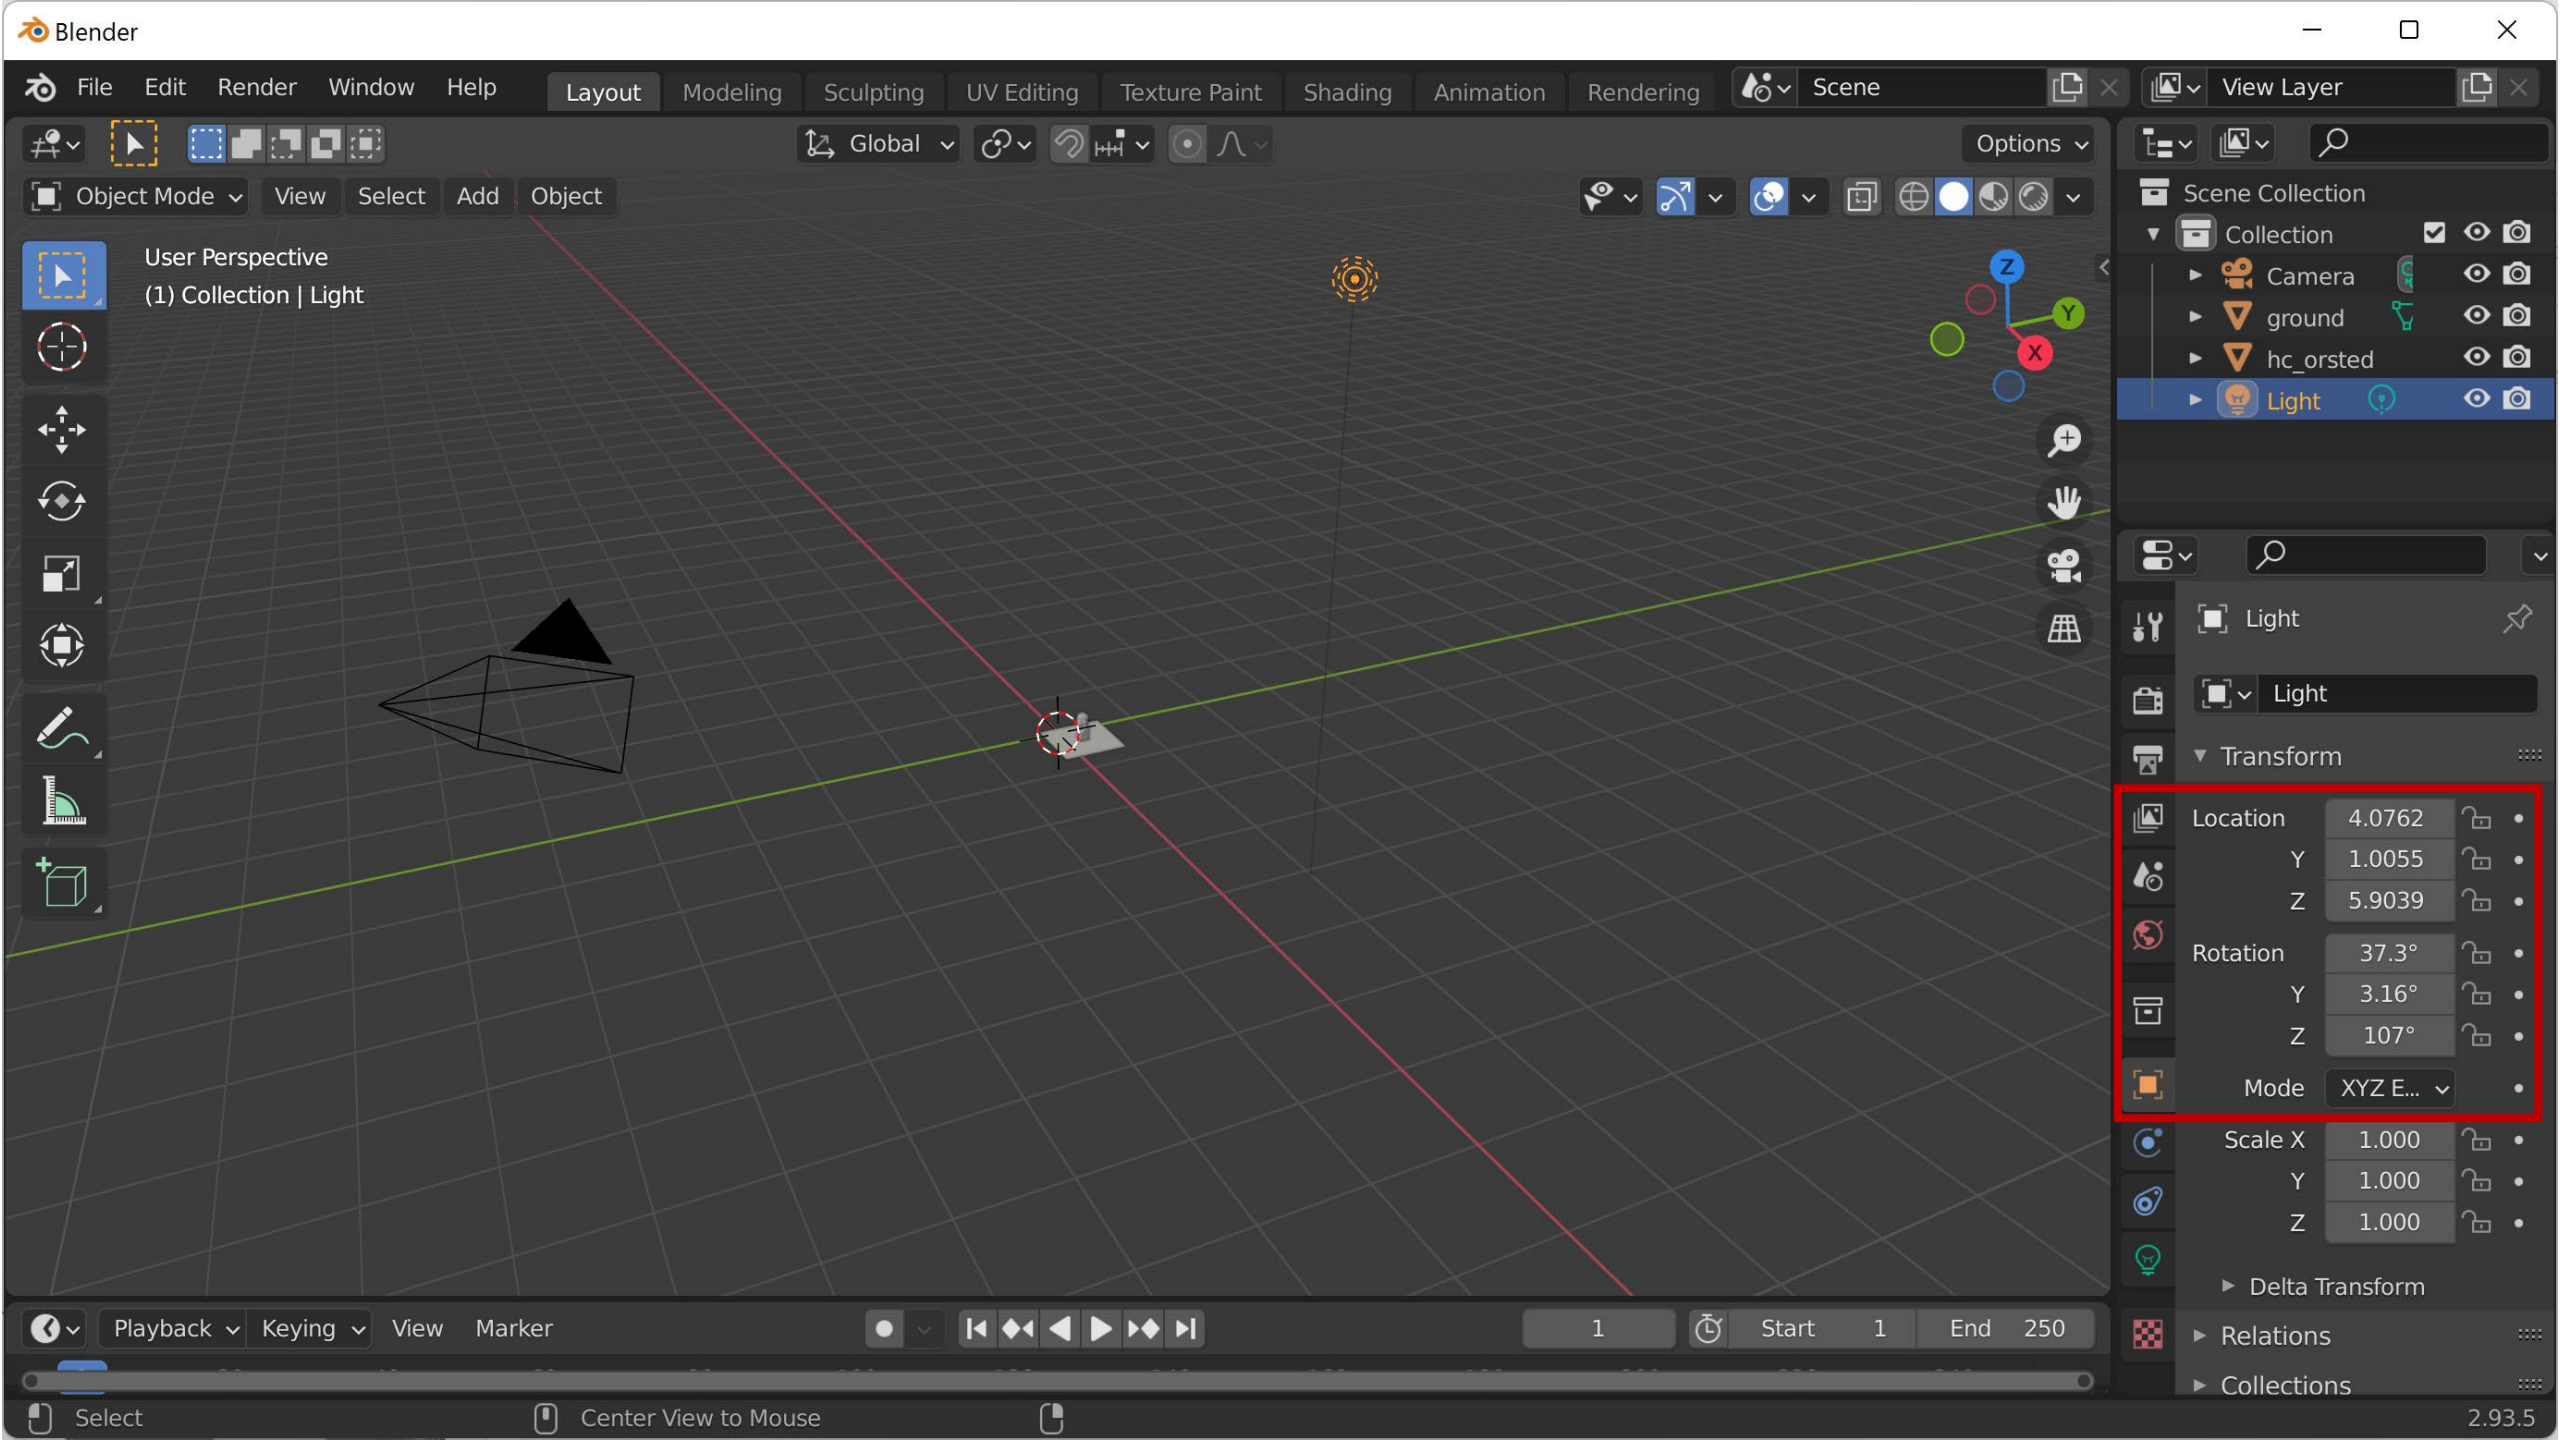 Blender
File Edit Render Window Help Layout Modeling Sculpting UV Editing Texture Paint Shading Animation Rendering Scene View Layer
Global Options
Object Mode View Select Add Object
User Perspective
(1) Collection | Light
Z
Y
X
Scene Collection
Collection
Camera
ground
hc_orsted
Light
Light
Light
Transform
Location 4.0762
Y 1.0055
Z 5.9039
Rotation 37.3°
Y 3.16°
Z 107°
Mode XYZ E...
Scale X 1.000
Y 1.000
Z 1.000
Delta Transform
Relations
Collections
Playback Keying View Marker 1 Start 1 End 250
Select Center View to Mouse 2.93.5